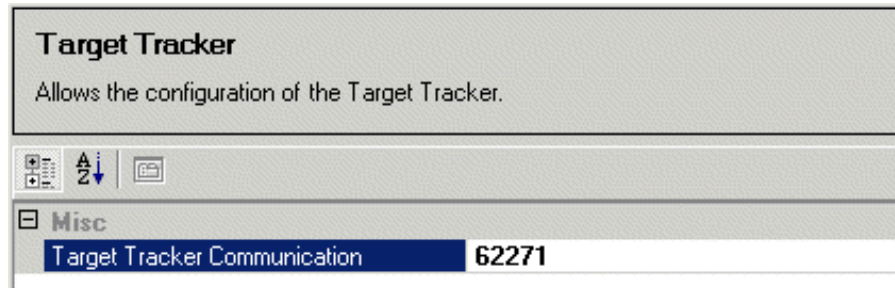 Target Tracker
Allows the configuration of the Target Tracker.
A
Z
Misc
Target Tracker Communication 62271